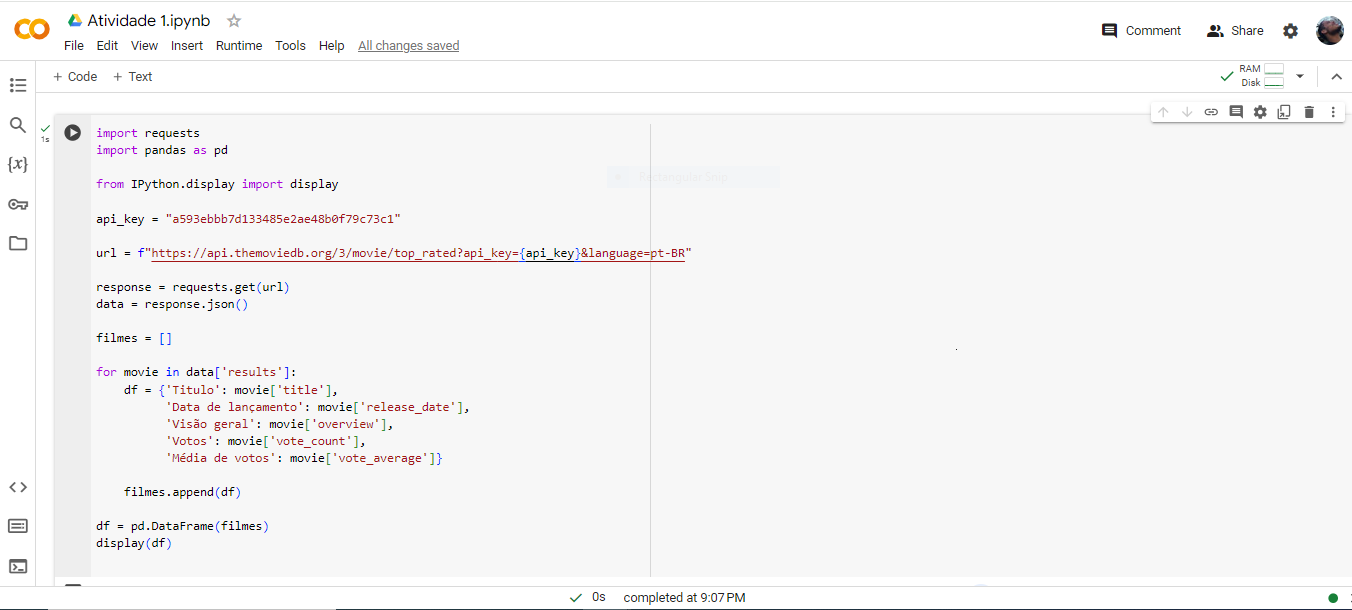 Atividade 1.ipynb
File Edit View Insert Runtime Tools Help All changes saved
Comment Share
+ Code + Text
RAM
Disk
1s
import requests
import pandas as pd
from IPython.display import display
api_key = "a593ebbb7d133485e2ae48b0f79c73c1"
url = f"https://api.themoviedb.org/3/movie/top_rated?api_key={api_key}&language=pt-BR"
response = requests.get(url)
data = response.json()
filmes = []
for movie in data['results']:
    df = {'Titulo': movie['title'],
          'Data de lançamento': movie['release_date'],
          'Visão geral': movie['overview'],
          'Votos': movie['vote_count'],
          'Média de votos': movie['vote_average']}
    filmes.append(df)
df = pd.DataFrame(filmes)
display(df)
Rectangular Snip
0s completed at 9:07 PM